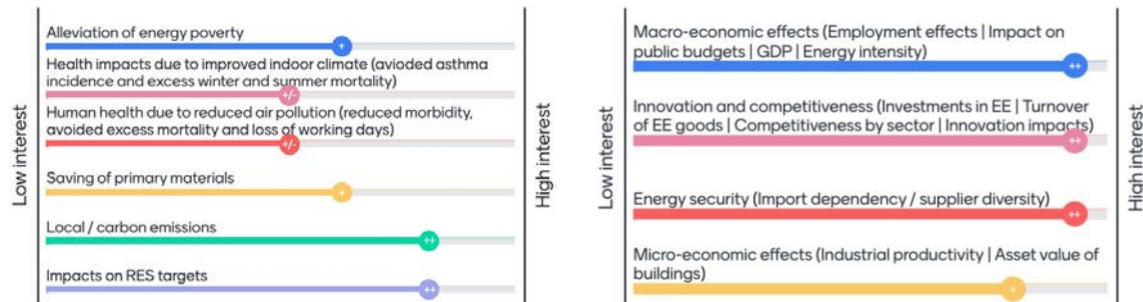 Low interest
Alleviation of energy poverty
+
Health impacts due to improved indoor climate (avioded asthma
incidence and excess winter and summer mortality)
+/-
Human health due to reduced air pollution (reduced morbidity,
avoided excess mortality and loss of working days)
+/-
Saving of primary materials
+
Local / carbon emissions
++
Impacts on RES targets
++
High interest
Low interest
Macro-economic effects (Employment effects | Impact on
public budgets | GDP | Energy intensity)
++
Innovation and competitiveness (Investments in EE | Turnover
of EE goods | Competitiveness by sector | Innovation impacts)
++
Energy security (Import dependency / supplier diversity)
++
Micro-economic effects (Industrial productivity | Asset value of
buildings)
+
High interest